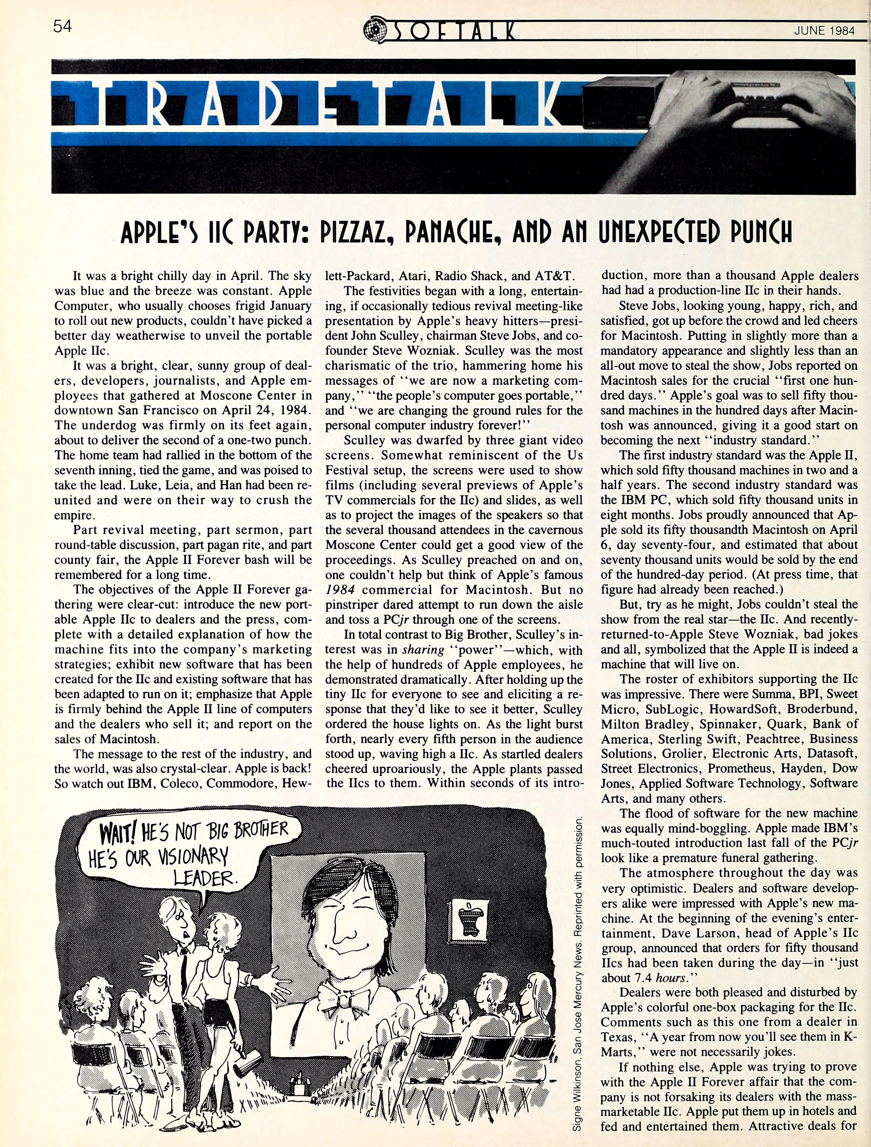 54
SOFTALK
JUNE 1984
TRADETALK
APPLE'S IIC PARTY: PIZZAZ, PANACHE, AND AN UNEXPECTED PUNCH
It was a bright chilly day in April. The sky
was blue and the breeze was constant. Apple
Computer, who usually chooses frigid January
to roll out new products, couldn't have picked a
better day weatherwise to unveil the portable
Apple IIc.
It was a bright, clear, sunny group of deal-
ers, developers, journalists, and Apple em-
ployees that gathered at Moscone Center in
downtown San Francisco on April 24, 1984.
The underdog was firmly on its feet again,
about to deliver the second of a one-two punch.
The home team had rallied in the bottom of the
seventh inning, tied the game, and was poised to
take the lead. Luke, Leia, and Han had been re-
united and were on their way to crush the
empire.
Part revival meeting, part sermon, part
round-table discussion, part pagan rite, and part
county fair, the Apple II Forever bash will be
remembered for a long time.
The objectives of the Apple II Forever ga-
thering were clear-cut: introduce the new port-
able Apple IIc to dealers and the press, com-
plete with a detailed explanation of how the
machine fits into the company's marketing
strategies; exhibit new software that has been
created for the IIc and existing software that has
been adapted to run on it; emphasize that Apple
is firmly behind the Apple II line of computers
and the dealers who sell it; and report on the
sales of Macintosh.
The message to the rest of the industry, and
the world, was also crystal-clear. Apple is back!
So watch out IBM, Coleco, Commodore, Hew-
lett-Packard, Atari, Radio Shack, and AT&T.
The festivities began with a long, entertain-
ing, if occasionally tedious revival meeting-like
presentation by Apple's heavy hitters—presi-
dent John Sculley, chairman Steve Jobs, and co-
founder Steve Wozniak. Sculley was the most
charismatic of the trio, hammering home his
messages of "we are now a marketing com-
pany," "the people's computer goes portable,"
and "we are changing the ground rules for the
personal computer industry forever!"
Sculley was dwarfed by three giant video
screens. Somewhat reminiscent of the Us
Festival setup, the screens were used to show
films (including several previews of Apple's
TV commercials for the IIc) and slides, as well
as to project the images of the speakers so that
the several thousand attendees in the cavernous
Moscone Center could get a good view of the
proceedings. As Sculley preached on and on,
one couldn't help but think of Apple's famous
1984 commercial for Macintosh. But no
pinstriper dared attempt to run down the aisle
and toss a PCjr through one of the screens.
In total contrast to Big Brother, Sculley's in-
terest was in sharing "power"—which, with
the help of hundreds of Apple employees, he
demonstrated dramatically. After holding up the
tiny IIc for everyone to see and eliciting a re-
sponse that they'd like to see it better, Sculley
ordered the house lights on. As the light burst
forth, nearly every fifth person in the audience
stood up, waving high a IIc. As startled dealers
cheered uproariously, the Apple plants passed
the IIcs to them. Within seconds of its intro-
duction, more than a thousand Apple dealers
had had a production-line IIc in their hands.
Steve Jobs, looking young, happy, rich, and
satisfied, got up before the crowd and led cheers
for Macintosh. Putting in slightly more than a
mandatory appearance and slightly less than an
all-out move to steal the show, Jobs reported on
Macintosh sales for the crucial "first one hun-
dred days." Apple's goal was to sell fifty thou-
sand machines in the hundred days after Macin-
tosh was announced, giving it a good start on
becoming the next "industry standard."
The first industry standard was the Apple II,
which sold fifty thousand machines in two and a
half years. The second industry standard was
the IBM PC, which sold fifty thousand units in
eight months. Jobs proudly announced that Ap-
ple sold its fifty thousandth Macintosh on April
6, day seventy-four, and estimated that about
seventy thousand units would be sold by the end
of the hundred-day period. (At press time, that
figure had already been reached.)
But, try as he might, Jobs couldn't steal the
show from the real star—the IIc. And recently-
returned-to-Apple Steve Wozniak, bad jokes
and all, symbolized that the Apple II is indeed a
machine that will live on.
The roster of exhibitors supporting the IIc
was impressive. There were Summa, BPI, Sweet
Micro, SubLogic, HowardSoft, Broderbund,
Milton Bradley, Spinnaker, Quark, Bank of
America, Sterling Swift, Peachtree, Business
Solutions, Grolier, Electronic Arts, Datasoft,
Street Electronics, Prometheus, Hayden, Dow
Jones, Applied Software Technology, Software
Arts, and many others.
The flood of software for the new machine
was equally mind-boggling. Apple made IBM's
much-touted introduction last fall of the PCjr
look like a premature funeral gathering.
The atmosphere throughout the day was
very optimistic. Dealers and software develop-
ers alike were impressed with Apple's new ma-
chine. At the beginning of the evening's enter-
tainment, Dave Larson, head of Apple's IIc
group, announced that orders for fifty thousand
IIcs had been taken during the day—in "just
about 7.4 hours."
Dealers were both pleased and disturbed by
Apple's colorful one-box packaging for the IIc.
Comments such as this one from a dealer in
Texas, "A year from now you'll see them in K-
Marts," were not necessarily jokes.
If nothing else, Apple was trying to prove
with the Apple II Forever affair that the com-
pany is not forsaking its dealers with the mass-
marketable IIc. Apple put them up in hotels and
fed and entertained them. Attractive deals for
WAIT! HE'S NOT BIG BROTHER
HE'S OUR VISIONARY
LEADER.
Signe Wilkinson, San Jose Mercury News. Reprinted with permission.